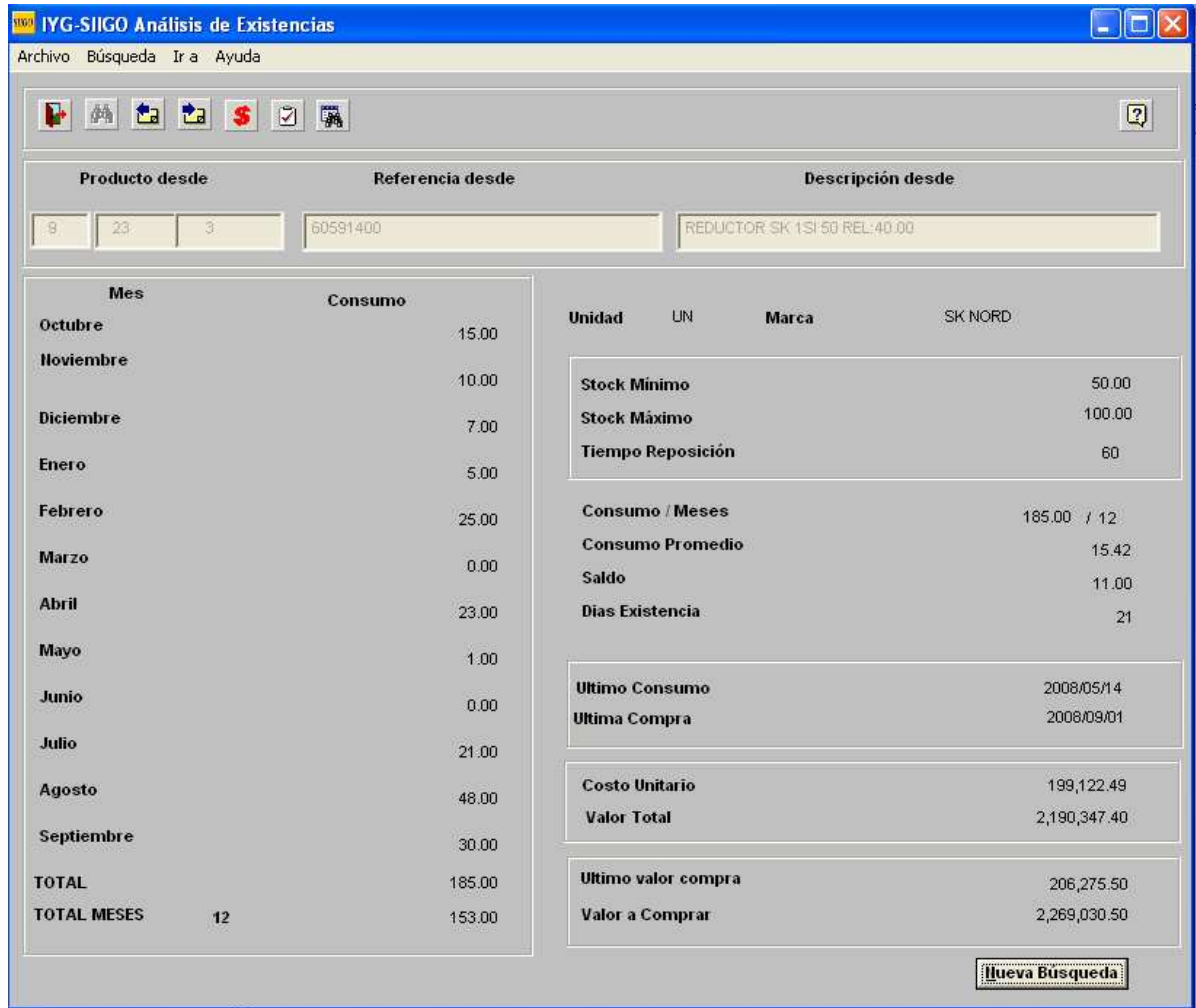 SIIGO IYG-SIIGO Análisis de Existencias
Archivo Búsqueda Ir a Ayuda
Producto desde Referencia desde Descripción desde
9 23 3 60591400 REDUCTOR SK 1SI 50 REL:40.00
Mes Consumo
Octubre 15.00
Noviembre 10.00
Diciembre 7.00
Enero 5.00
Febrero 25.00
Marzo 0.00
Abril 23.00
Mayo 1.00
Junio 0.00
Julio 21.00
Agosto 48.00
Septiembre 30.00
TOTAL 185.00
TOTAL MESES 12 153.00
Unidad UN Marca SK NORD
Stock Mínimo 50.00
Stock Máximo 100.00
Tiempo Reposición 60
Consumo / Meses 185.00 / 12
Consumo Promedio 15.42
Saldo 11.00
Dias Existencia 21
Ultimo Consumo 2008/05/14
Ultima Compra 2008/09/01
Costo Unitario 199,122.49
Valor Total 2,190,347.40
Ultimo valor compra 206,275.50
Valor a Comprar 2,269,030.50
Nueva Búsqueda